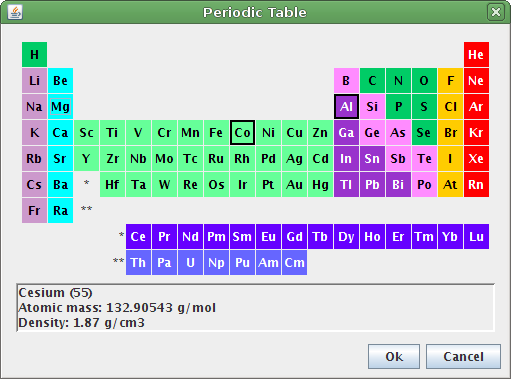 Periodic Table
H He
Li Be B C N O F Ne
Na Mg Al Si P S Cl Ar
K Ca Sc Ti V Cr Mn Fe Co Ni Cu Zn Ga Ge As Se Br Kr
Rb Sr Y Zr Nb Mo Tc Ru Rh Pd Ag Cd In Sn Sb Te I Xe
Cs Ba * Hf Ta W Re Os Ir Pt Au Hg Tl Pb Bi Po At Rn
Fr Ra **
* Ce Pr Nd Pm Sm Eu Gd Tb Dy Ho Er Tm Yb Lu
** Th Pa U Np Pu Am Cm
Cesium (55)
Atomic mass: 132.90543 g/mol
Density: 1.87 g/cm3
Ok Cancel